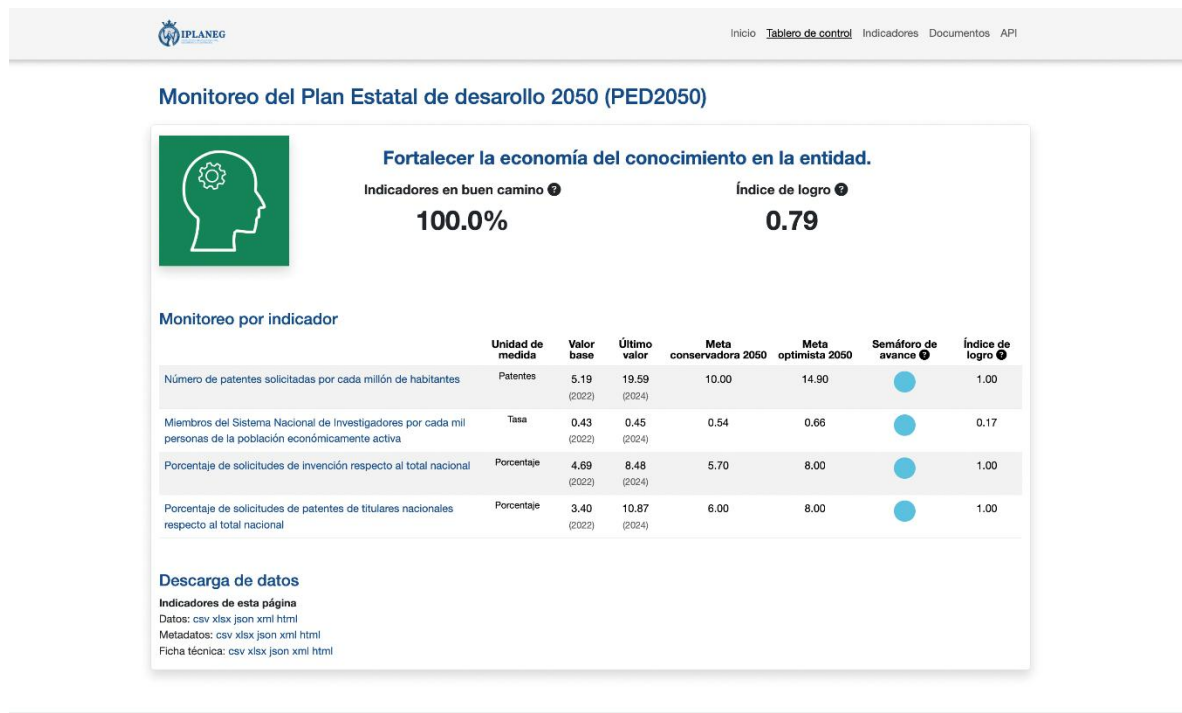 IPLANEG
Inicio Tablero de control Indicadores Documentos API
Monitoreo del Plan Estatal de desarollo 2050 (PED2050)
Fortalecer la economía del conocimiento en la entidad.
Indicadores en buen camino ?
Índice de logro ?
100.0%
0.79
Monitoreo por indicador
Unidad de medida Valor base Último valor Meta conservadora 2050 Meta optimista 2050 Semáforo de avance ? Índice de logro ?
Número de patentes solicitadas por cada millón de habitantes Patentes 5.19 19.59 10.00 14.90 1.00
(2022) (2024)
Miembros del Sistema Nacional de Investigadores por cada mil Tasa 0.43 0.45 0.54 0.66 0.17
personas de la población económicamente activa (2022) (2024)
Porcentaje de solicitudes de invención respecto al total nacional Porcentaje 4.69 8.48 5.70 8.00 1.00
(2022) (2024)
Porcentaje de solicitudes de patentes de titulares nacionales Porcentaje 3.40 10.87 6.00 8.00 1.00
respecto al total nacional (2022) (2024)
Descarga de datos
Indicadores de esta página
Datos: csv xlsx json xml html
Metadatos: csv xlsx json xml html
Ficha técnica: csv xlsx json xml html